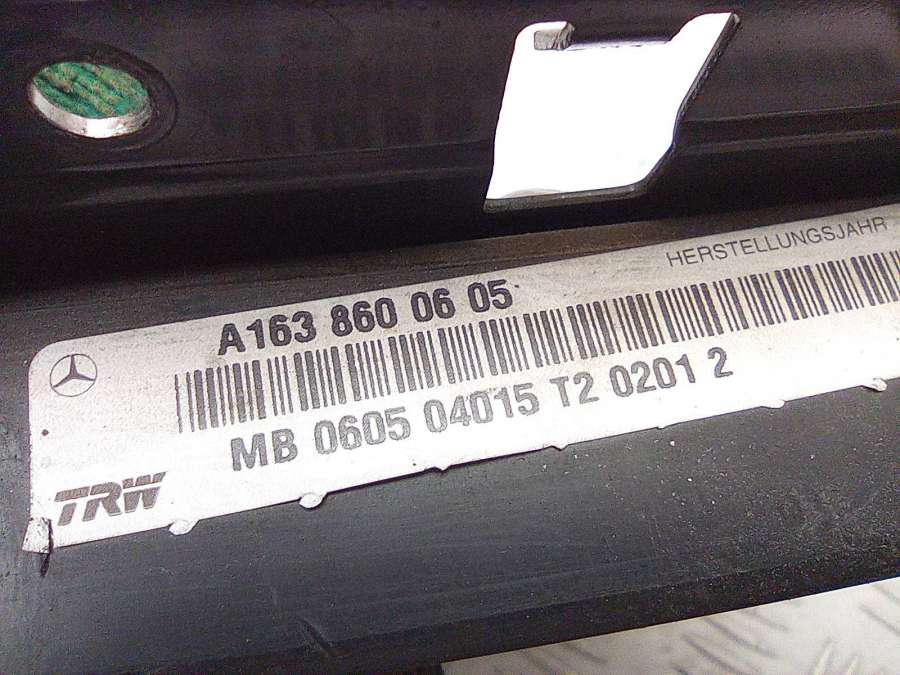 HERSTELLUNGSJAHR
A163 860 06 05
MB 0605 04015 T2 0201 2
TRW